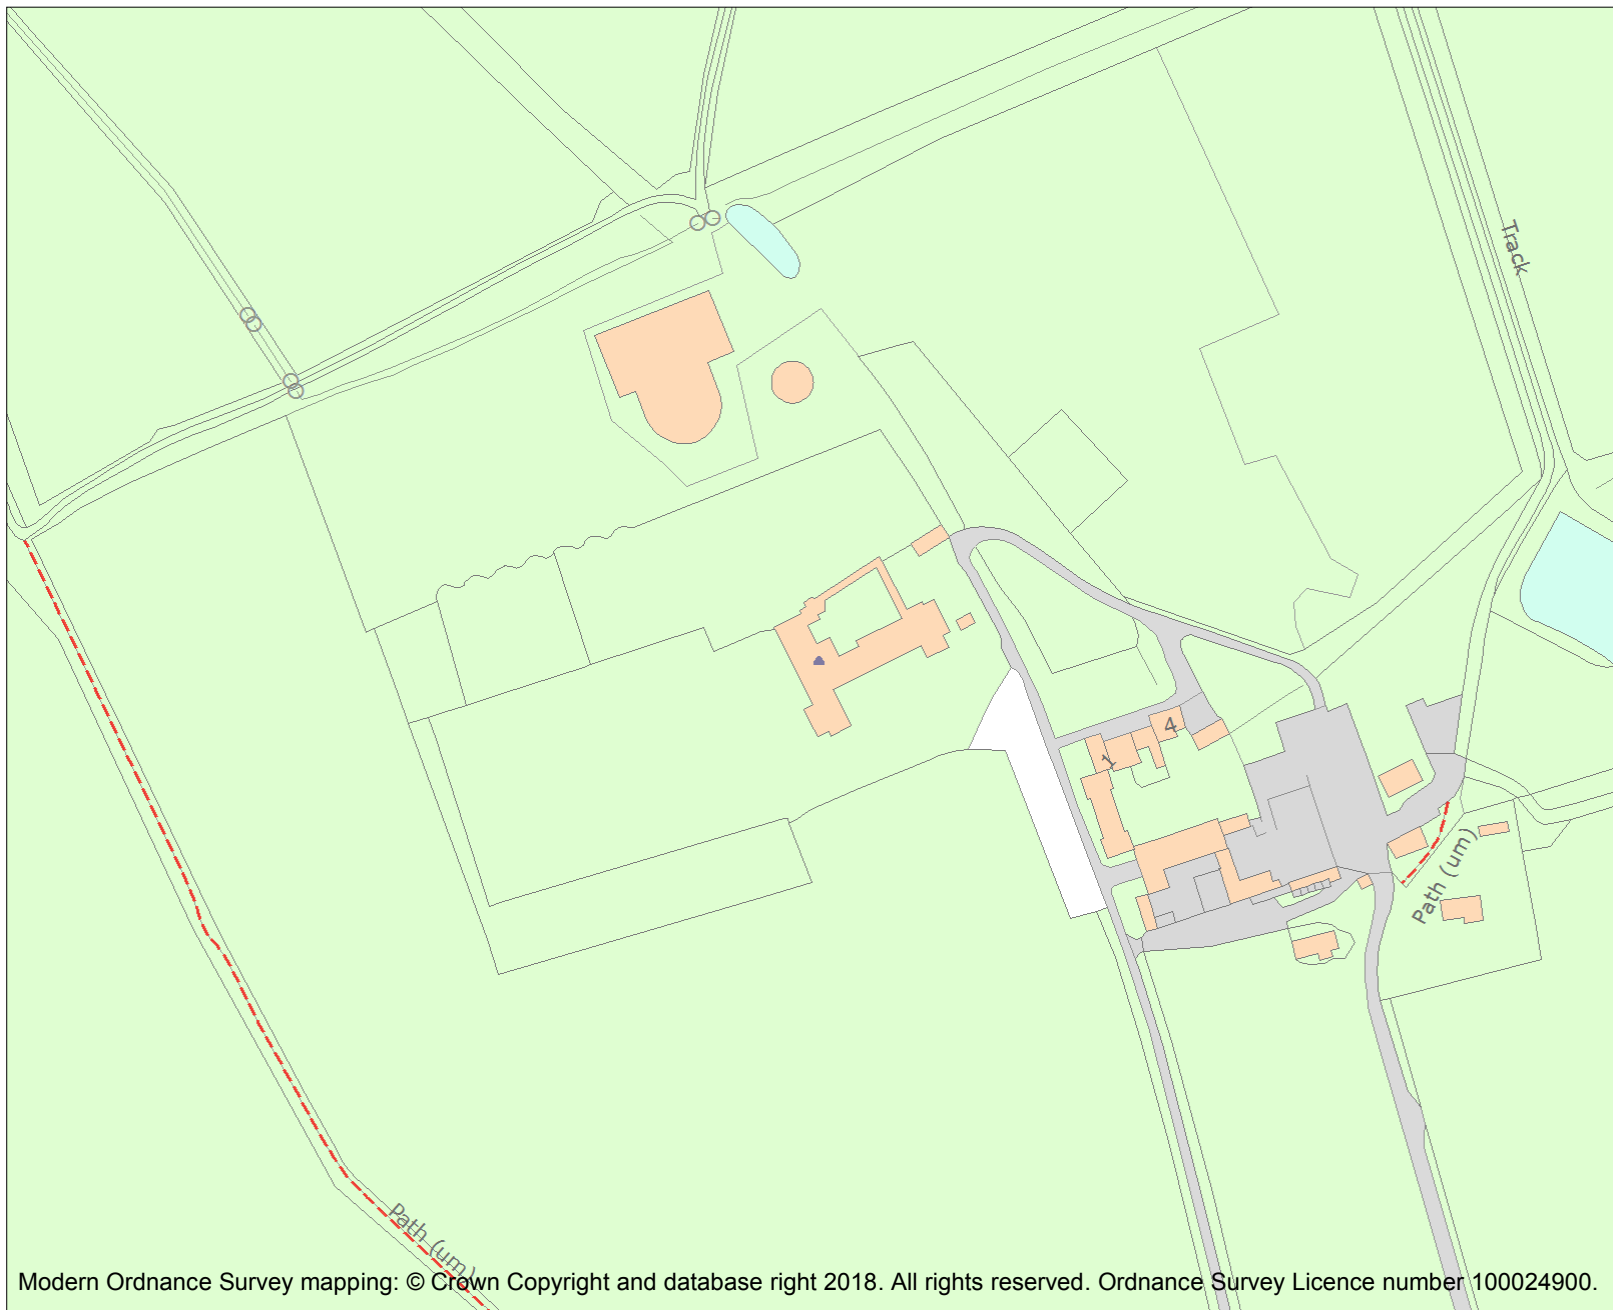 Track
4
1
Path (um)
Path (um)
Modern Ordnance Survey mapping: © Crown Copyright and database right 2018. All rights reserved. Ordnance Survey Licence number 100024900.